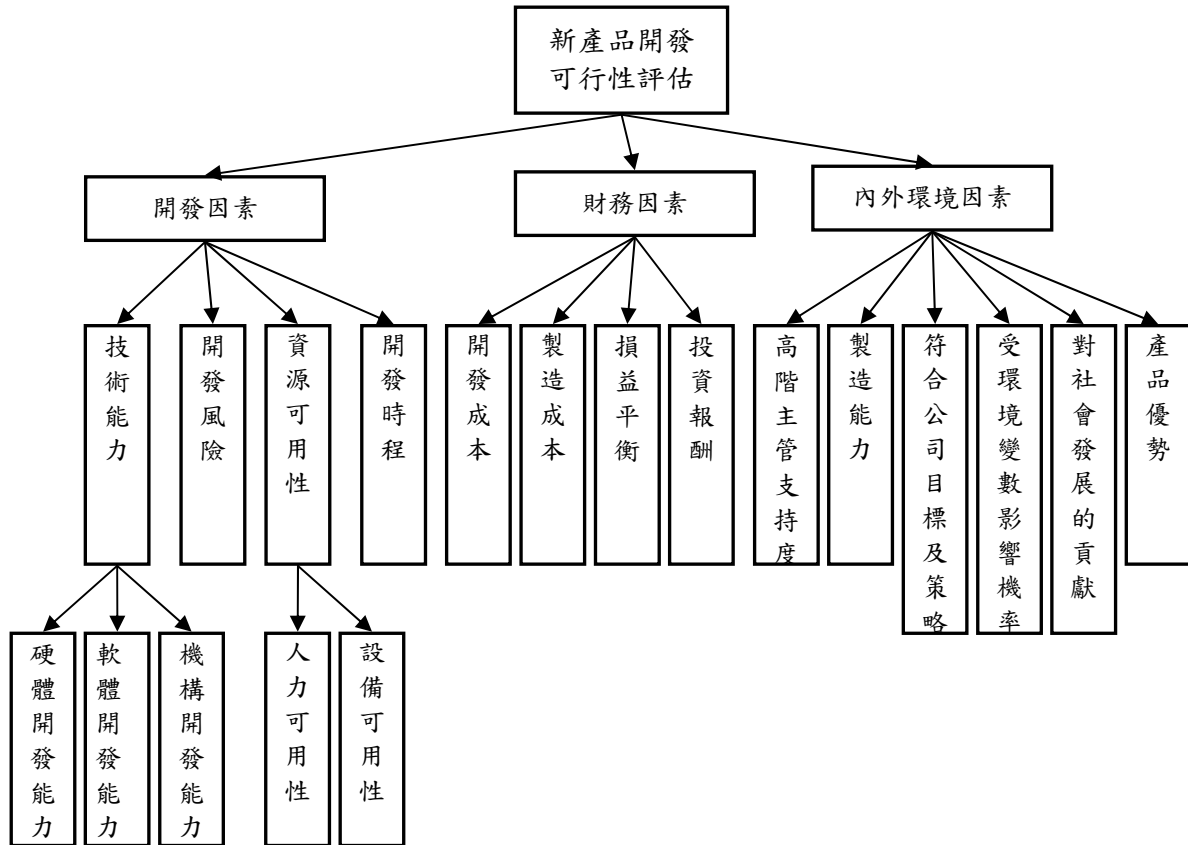 新產品開發
可行性評估
開發因素
財務因素
內外環境因素
技術能力
開發風險
資源可用性
開發時程
開發成本
製造成本
損益平衡
投資報酬
高階主管支持度
製造能力
符合公司目標及策略
受環境變數影響機率
對社會發展的貢獻
產品優勢
硬體開發能力
軟體開發能力
機構開發能力
人力可用性
設備可用性